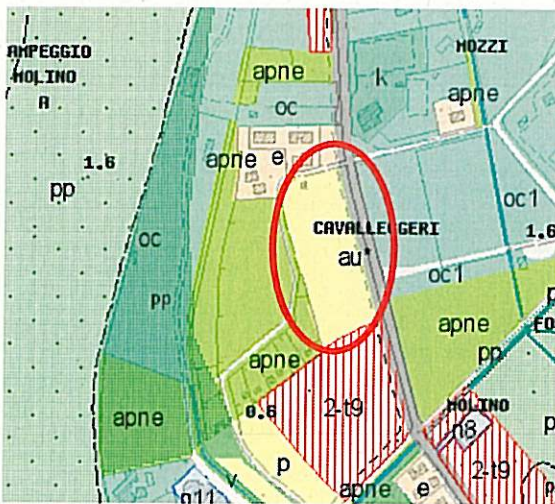 AMPEGGIO
MOLINO
A
MOZZI
apne
k
apne
oc
apne
e
1.6
pp
oc1
CAVALLEGGERI
1.6
oc
au*
oc1
pp
apne
pp
apne
0.6
2-t9
MOLINO
apne
n8
p
2-t9
v
apne
e